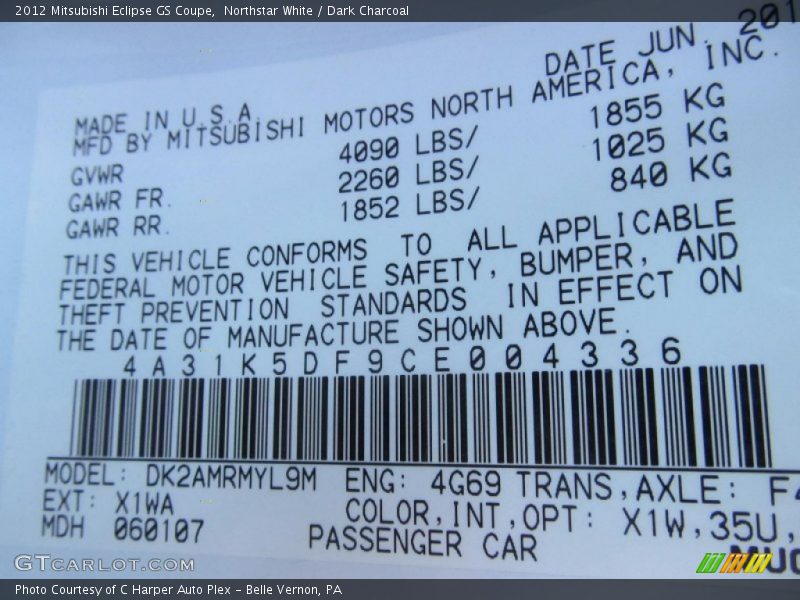 2012 Mitsubishi Eclipse GS Coupe, Northstar White / Dark Charcoal
DATE JUN. 201
MADE IN U.S.A
MFD BY MITSUBISHI MOTORS NORTH AMERICA, INC.
GVWR 4090 LBS/ 1855 KG
GAWR FR. 2260 LBS/ 1025 KG
GAWR RR. 1852 LBS/ 840 KG
THIS VEHICLE CONFORMS TO ALL APPLICABLE
FEDERAL MOTOR VEHICLE SAFETY, BUMPER, AND
THEFT PREVENTION STANDARDS IN EFFECT ON
THE DATE OF MANUFACTURE SHOWN ABOVE.
4A31K5DF9CE004336
MODEL: DK2AMRMYL9M ENG: 4G69 TRANS,AXLE: F4
EXT: X1WA COLOR,INT,OPT: X1W,35U,
MDH 060107 PASSENGER CAR
GTCARLOT.COM
Photo Courtesy of C Harper Auto Plex - Belle Vernon, PA